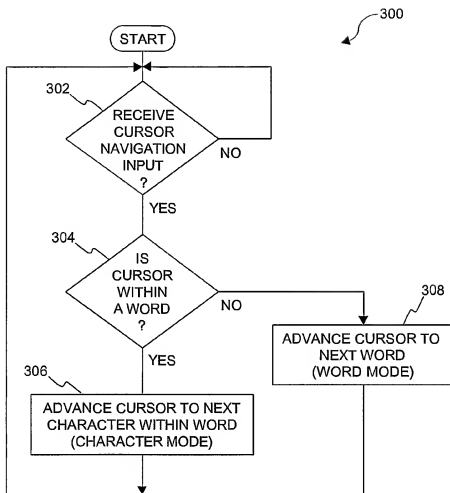 300
START
302
RECEIVE
CURSOR
NAVIGATION
INPUT
?
NO
YES
304
IS
CURSOR
WITHIN
A WORD
?
NO
YES
308
ADVANCE CURSOR TO
NEXT WORD
(WORD MODE)
306
ADVANCE CURSOR TO NEXT
CHARACTER WITHIN WORD
(CHARACTER MODE)